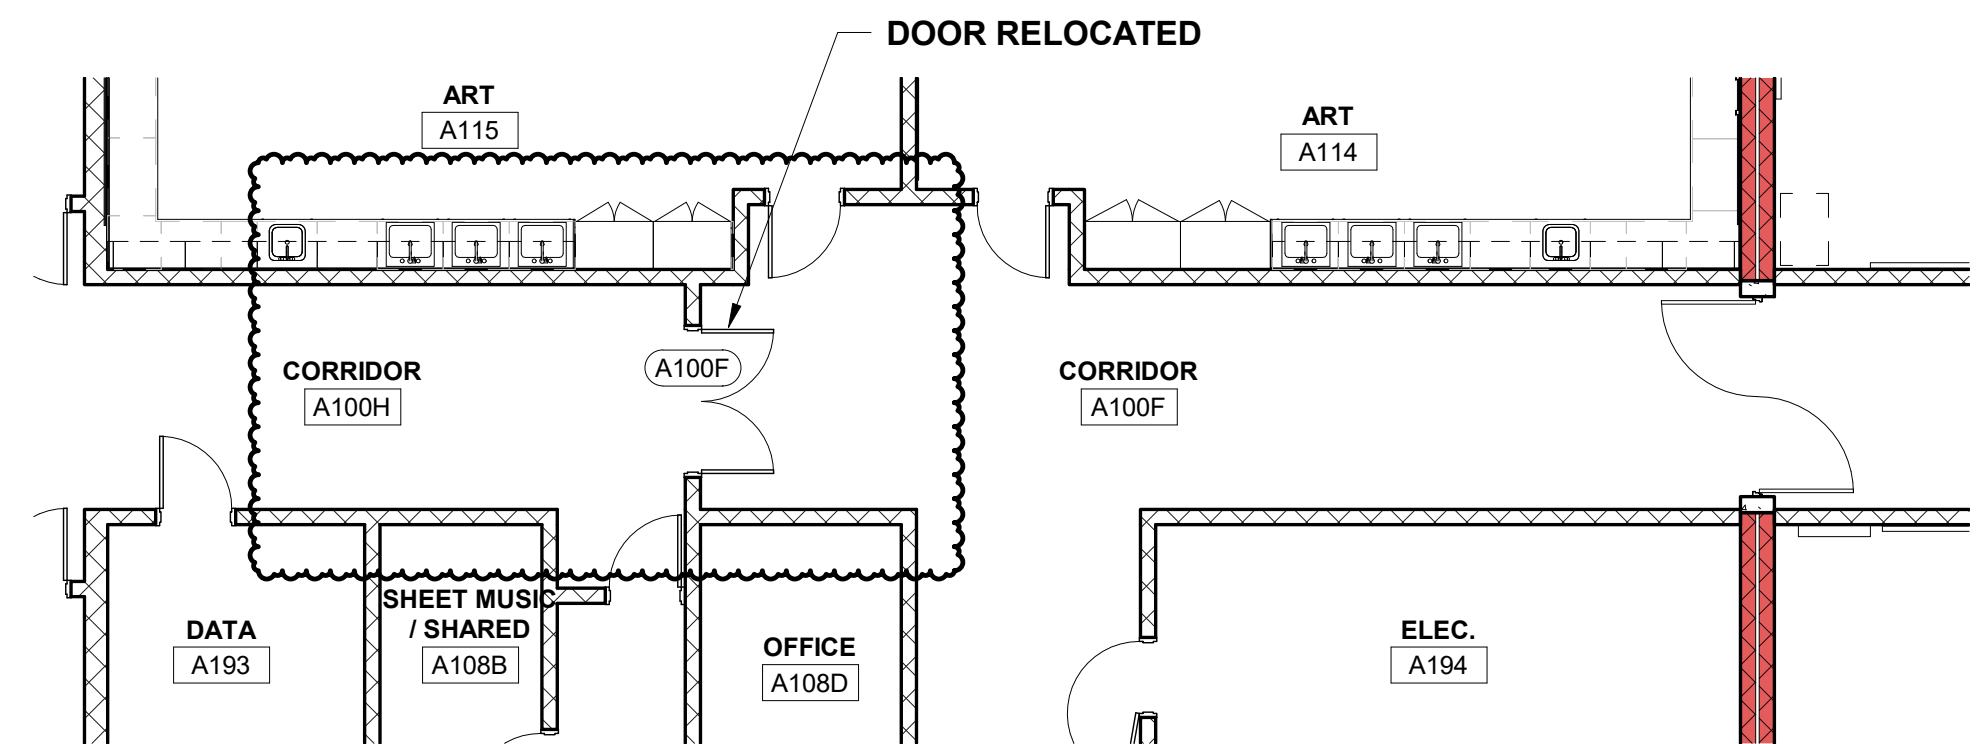 DOOR RELOCATED
ART
A115
ART
A114
CORRIDOR
A100H
A100F
CORRIDOR
A100F
DATA
A193
SHEET MUSIC
/ SHARED
A108B
OFFICE
A108D
ELEC.
A194